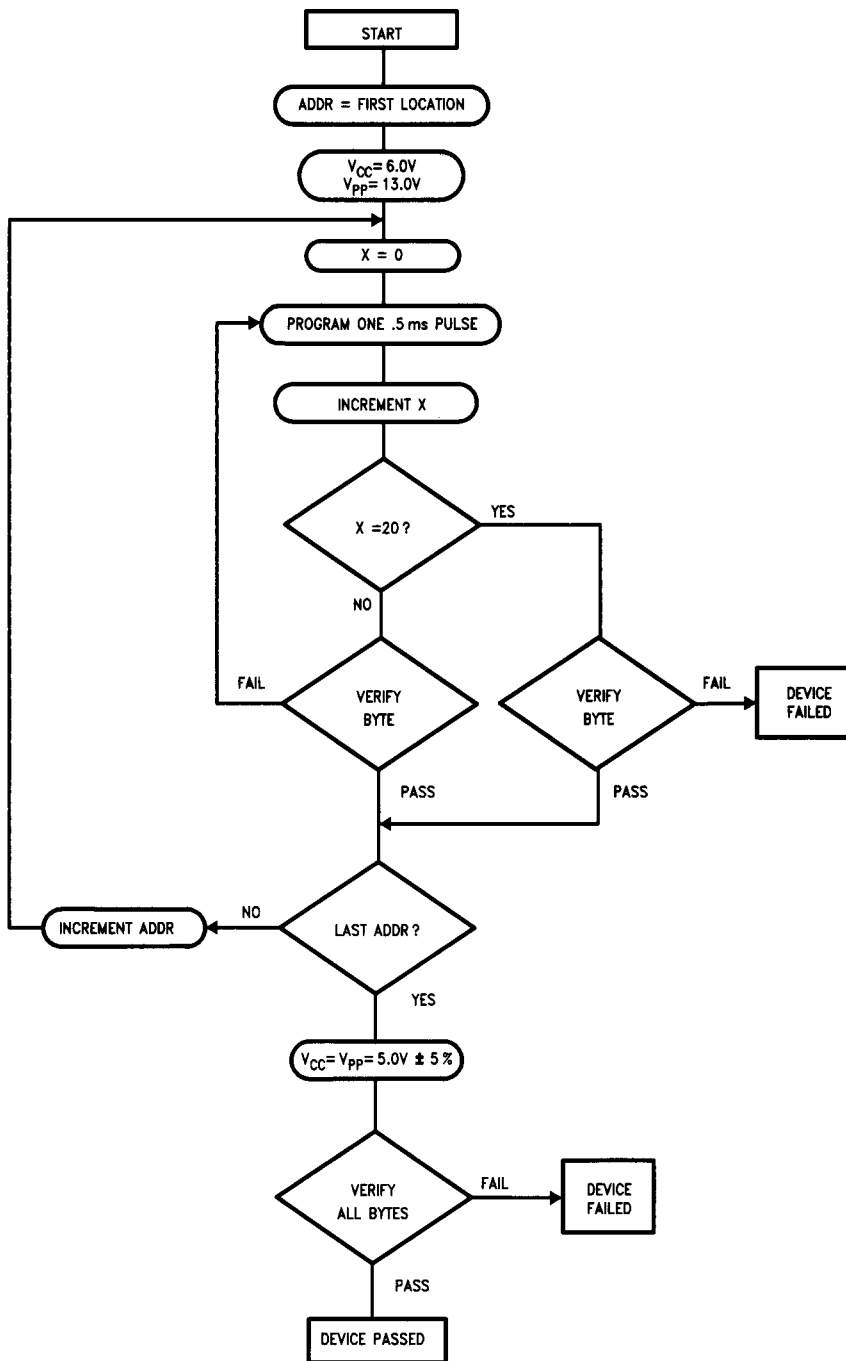 START
ADDR = FIRST LOCATION
VCC= 6.0V
VPP= 13.0V
X = 0
PROGRAM ONE .5 ms PULSE
INCREMENT X
X =20 ?
YES
NO
FAIL
VERIFY
BYTE
VERIFY
BYTE
FAIL
DEVICE
FAILED
PASS
PASS
INCREMENT ADDR
NO
LAST ADDR ?
YES
VCC= VPP= 5.0V ± 5 %
VERIFY
ALL BYTES
FAIL
DEVICE
FAILED
PASS
DEVICE PASSED